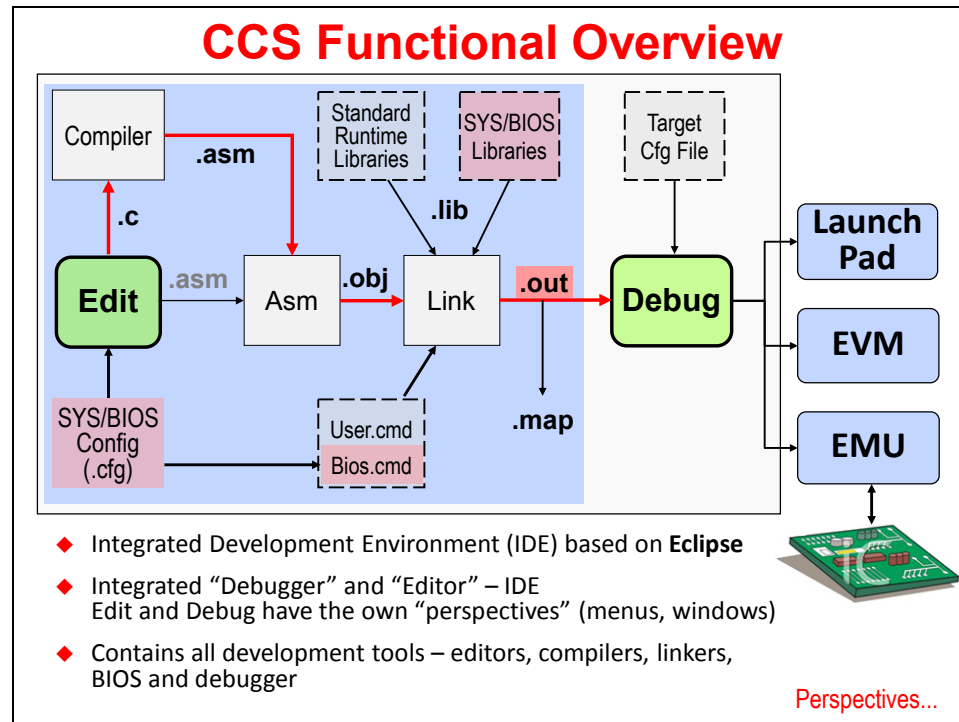 CCS Functional Overview
Compiler
.asm
Standard
Runtime
Libraries
SYS/BIOS
Libraries
Target
Cfg File
.c
.lib
Launch
Pad
Edit
.asm
Asm
.obj
Link
.out
Debug
EVM
SYS/BIOS
Config
(.cfg)
User.cmd
Bios.cmd
.map
EMU
◆ Integrated Development Environment (IDE) based on Eclipse
◆ Integrated “Debugger” and “Editor” – IDE
Edit and Debug have the own “perspectives” (menus, windows)
◆ Contains all development tools – editors, compilers, linkers,
BIOS and debugger
TC
Perspectives...